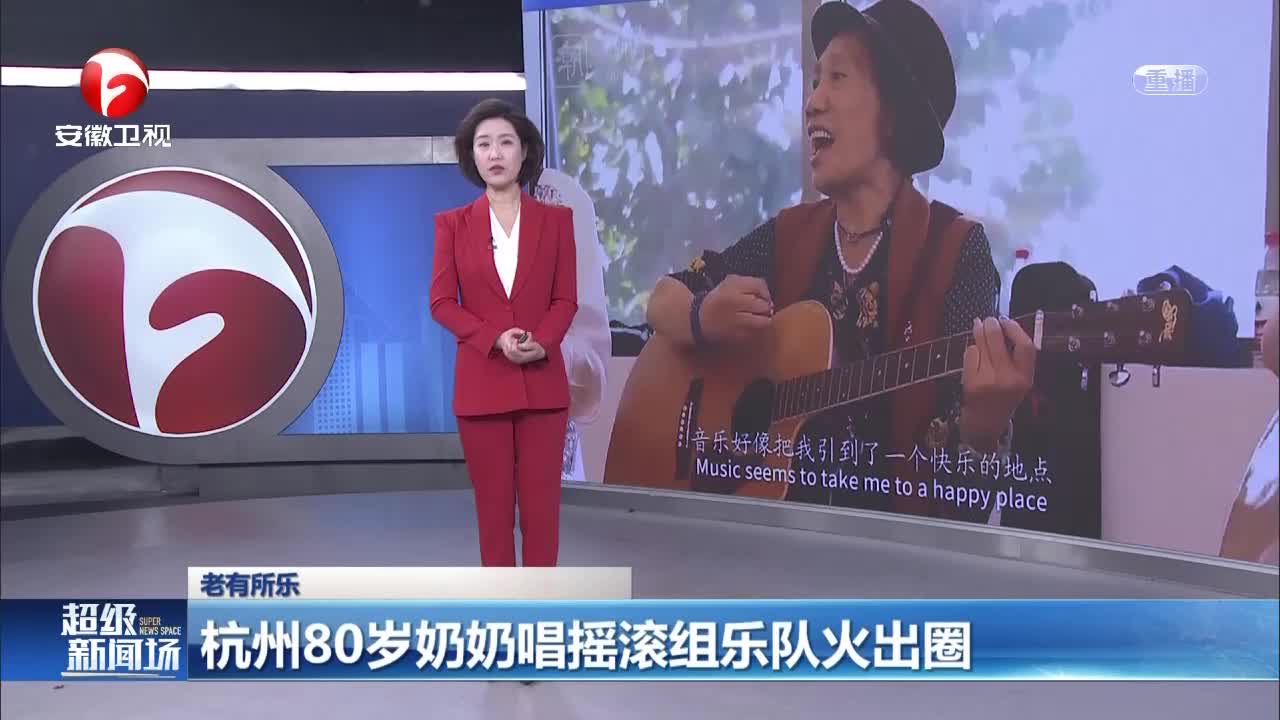 安徽卫视
潮
重播
音乐好像把我引到了一个快乐的地点
Music seems to take me to a happy place
老有所乐
超级
新闻场
SUPER
NEWS SPACE
杭州80岁奶奶唱摇滚组乐队火出圈